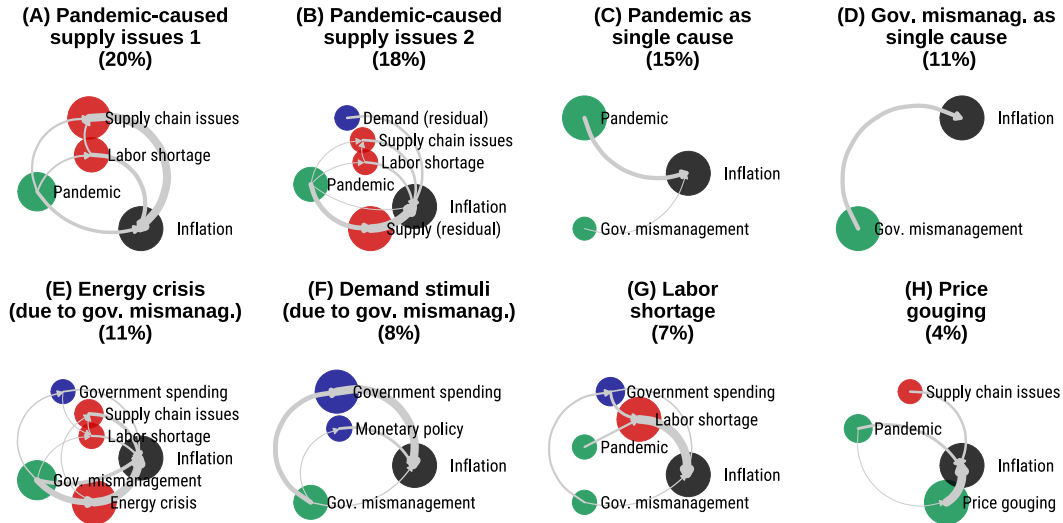 (A) Pandemic-caused
supply issues 1
(20%)
Supply chain issues
Labor shortage
Pandemic
Inflation
(B) Pandemic-caused
supply issues 2
(18%)
Demand (residual)
Supply chain issues
Labor shortage
Pandemic
Inflation
Supply (residual)
(C) Pandemic as
single cause
(15%)
Pandemic
Inflation
Gov. mismanagement
(D) Gov. mismanag. as
single cause
(11%)
Inflation
Gov. mismanagement
(E) Energy crisis
(due to gov. mismanag.)
(11%)
Government spending
Supply chain issues
Labor shortage
Inflation
Gov. mismanagement
Energy crisis
(F) Demand stimuli
(due to gov. mismanag.)
(8%)
Government spending
Monetary policy
Inflation
Gov. mismanagement
(G) Labor
shortage
(7%)
Government spending
Labor shortage
Pandemic
Inflation
Gov. mismanagement
(H) Price
gouging
(4%)
Supply chain issues
Pandemic
Inflation
Price gouging